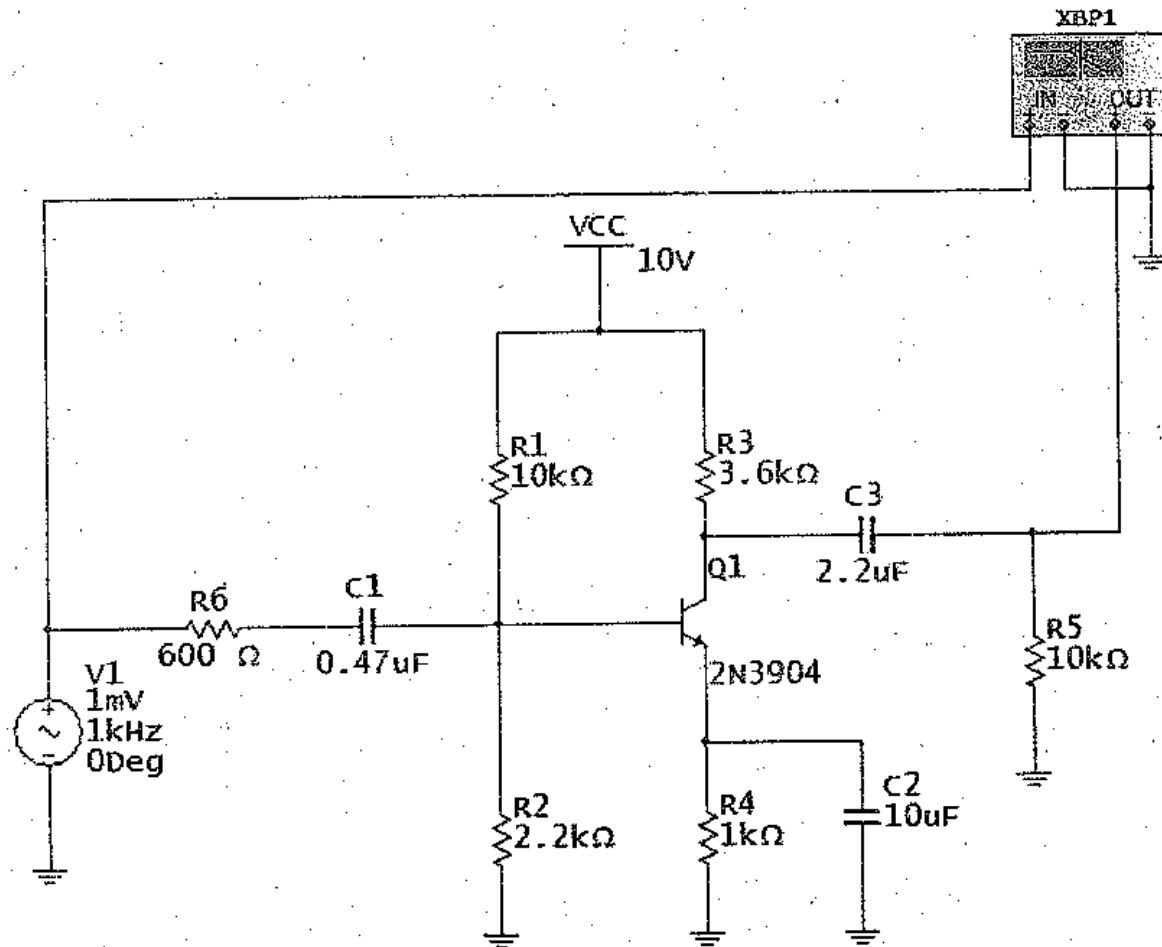 XBP1
IN OUT
+ - + -
VCC
10V
R1
10kΩ
R3
3.6kΩ
C3
2.2uF
Q1
2N3904
R6
600 Ω
C1
0.47uF
V1
1mV
1kHz
0Deg
R5
10kΩ
R2
2.2kΩ
R4
1kΩ
C2
10uF